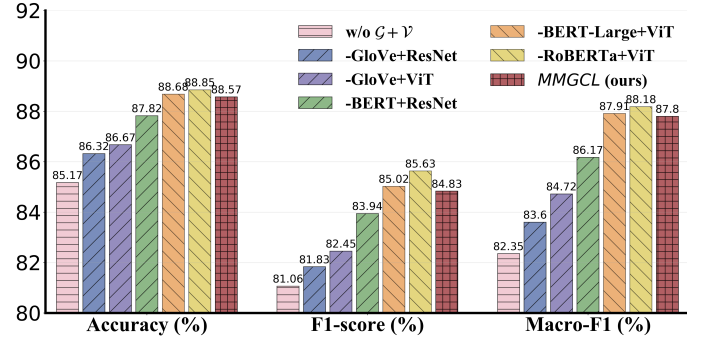 92
90
88
86
84
82
80
w/o 𝒢 + 𝒱
-GloVe+ResNet
-GloVe+ViT
-BERT+ResNet
-BERT-Large+ViT
-RoBERTa+ViT
MMGCL (ours)
85.17
86.32
86.67
87.82
88.68
88.85
88.57
81.06
81.83
82.45
83.94
85.02
85.63
84.83
82.35
83.6
84.72
86.17
87.91
88.18
87.8
Accuracy (%)
F1-score (%)
Macro-F1 (%)